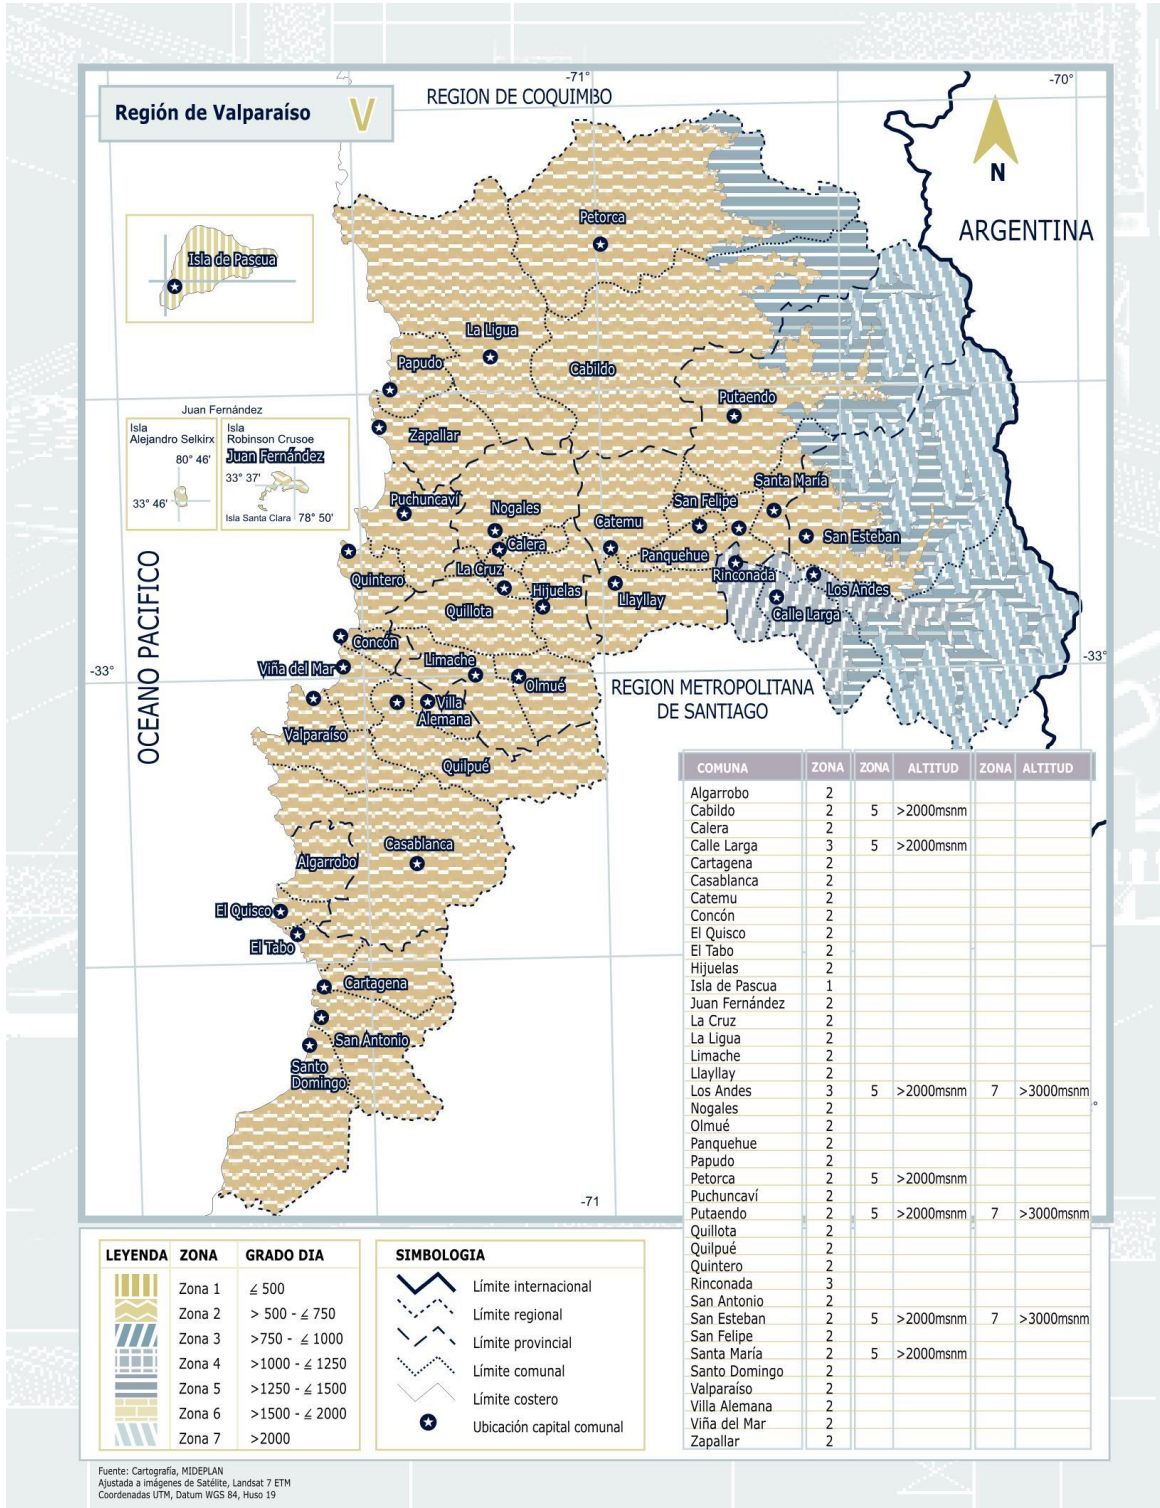 Región de Valparaíso V
REGION DE COQUIMBO
-71°
-70°
N
ARGENTINA
Isla de Pascua
Petorca
La Ligua
Papudo
Cabildo
Putaendo
Zapallar
Juan Fernández
Isla
Alejandro Selkirx
80° 46'
33° 46'
Isla
Robinson Crusoe
Juan Fernández
33° 37'
Isla Santa Clara 78° 50'
Puchuncaví
Nogales
Catemu
San Felipe
Santa María
Calera
Panquehue
San Esteban
La Cruz
Quintero
Hijuelas
Llayllay
Rinconada
Los Andes
Quillota
Calle Larga
OCEANO PACIFICO
Concón
Limache
Viña del Mar
-33°
-33°
Olmué
REGION METROPOLITANA
DE SANTIAGO
Villa
Alemana
Valparaíso
Quilpué
Casablanca
Algarrobo
El Quisco
El Tabo
Cartagena
San Antonio
Santo
Domingo
-71
COMUNA ZONA ZONA ALTITUD ZONA ALTITUD
Algarrobo 2
Cabildo 2 5 >2000msnm
Calera 2
Calle Larga 3 5 >2000msnm
Cartagena 2
Casablanca 2
Catemu 2
Concón 2
El Quisco 2
El Tabo 2
Hijuelas 2
Isla de Pascua 1
Juan Fernández 2
La Cruz 2
La Ligua 2
Limache 2
Llayllay 2
Los Andes 3 5 >2000msnm 7 >3000msnm
Nogales 2
Olmué 2
Panquehue 2
Papudo 2
Petorca 2 5 >2000msnm
Puchuncaví 2
Putaendo 2 5 >2000msnm 7 >3000msnm
Quillota 2
Quilpué 2
Quintero 2
Rinconada 3
San Antonio 2
San Esteban 2 5 >2000msnm 7 >3000msnm
San Felipe 2
Santa María 2 5 >2000msnm
Santo Domingo 2
Valparaíso 2
Villa Alemana 2
Viña del Mar 2
Zapallar 2
LEYENDA ZONA GRADO DIA
Zona 1 ≤ 500
Zona 2 > 500 - ≤ 750
Zona 3 >750 - ≤ 1000
Zona 4 >1000 - ≤ 1250
Zona 5 >1250 - ≤ 1500
Zona 6 >1500 - ≤ 2000
Zona 7 >2000
SIMBOLOGIA
Límite internacional
Límite regional
Límite provincial
Límite comunal
Límite costero
Ubicación capital comunal
Fuente: Cartografía, MIDEPLAN
Ajustada a imágenes de Satélite, Landsat 7 ETM
Coordenadas UTM, Datum WGS 84, Huso 19